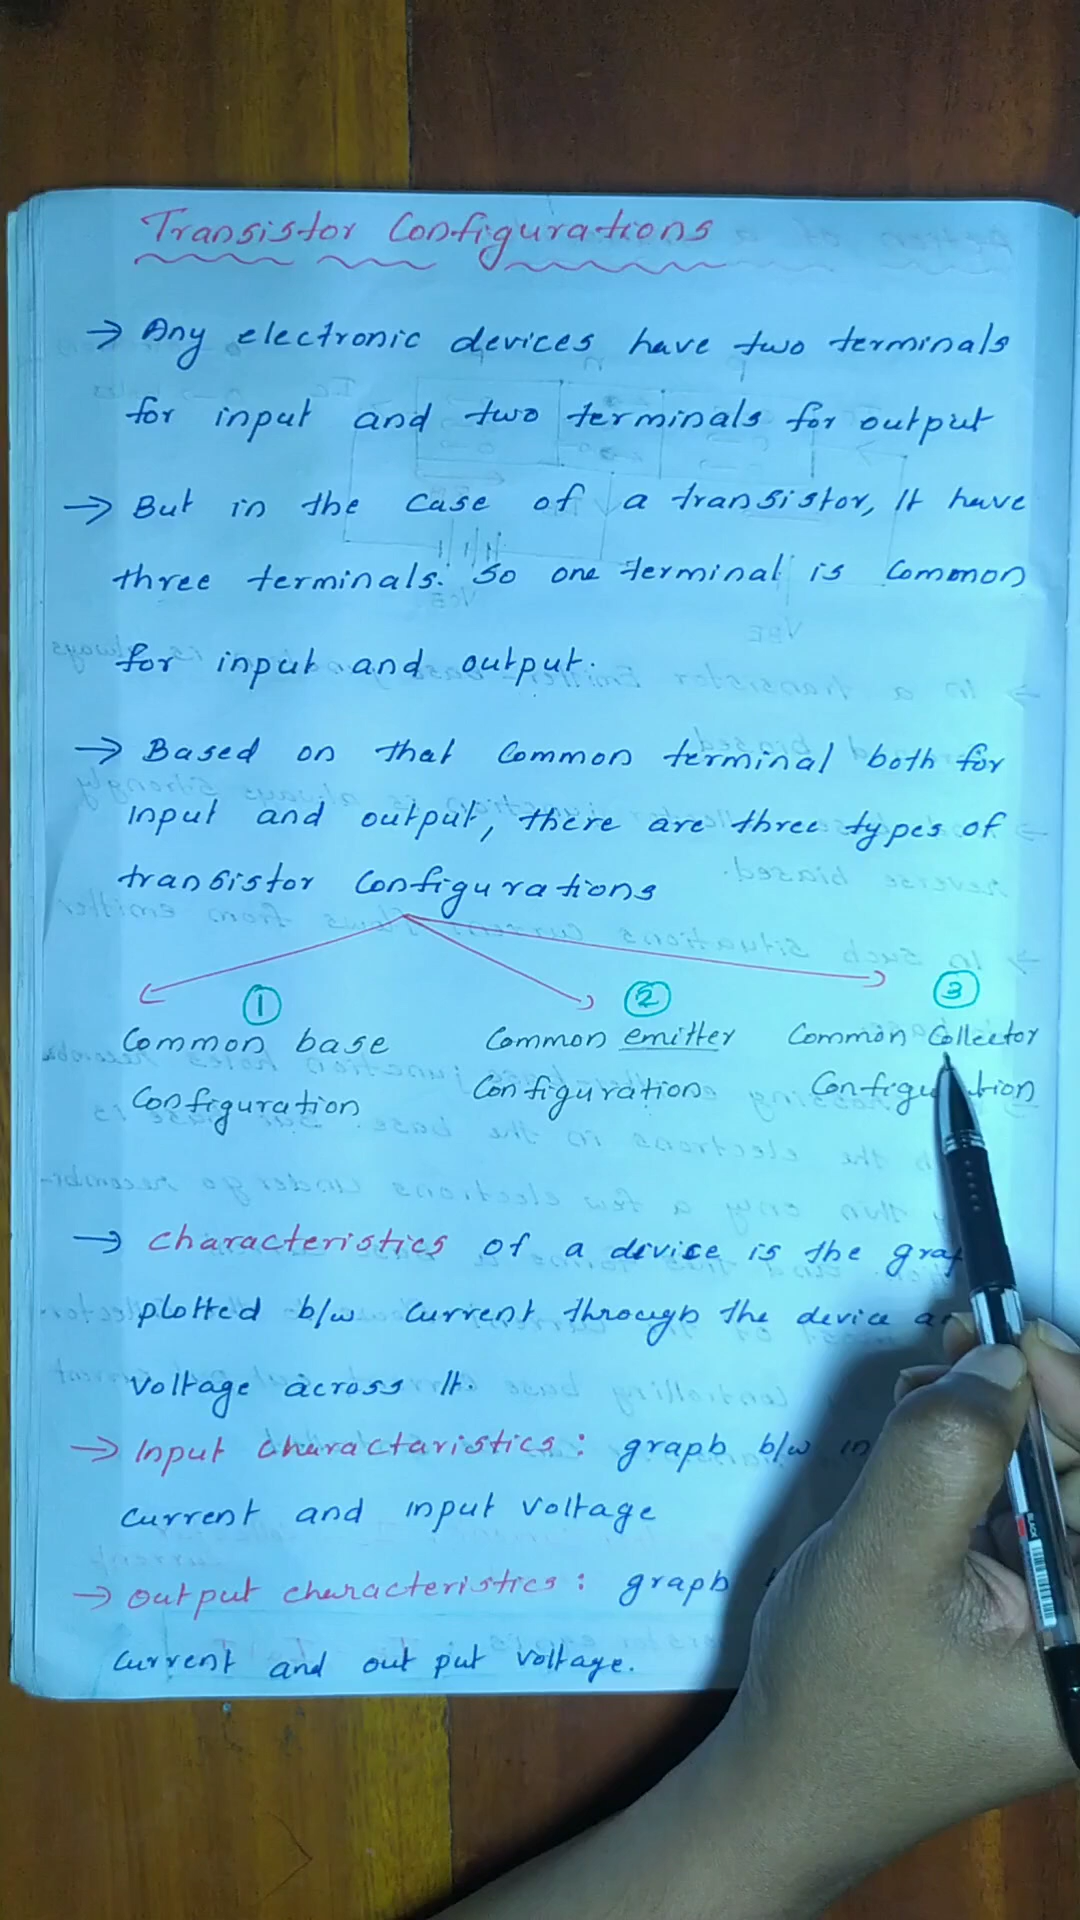 Transistor Configurations
→ Any electronic devices have two terminals
for input and two terminals for output
→ But in the case of a transistor, It have
three terminals. So one terminal is common
for input and output.
→ Based on that common terminal both for
input and output, there are three types of
transistor configurations
1 2 3
Common base Common emitter Common Collector
Configuration Configuration Configuration
→ Characteristics of a device is the
plotted b/w current through the device
voltage across It.
→ Input charactaristics: graph b/w
current and input voltage
→ output characteristics: graph
current and out put voltage.
BLACK